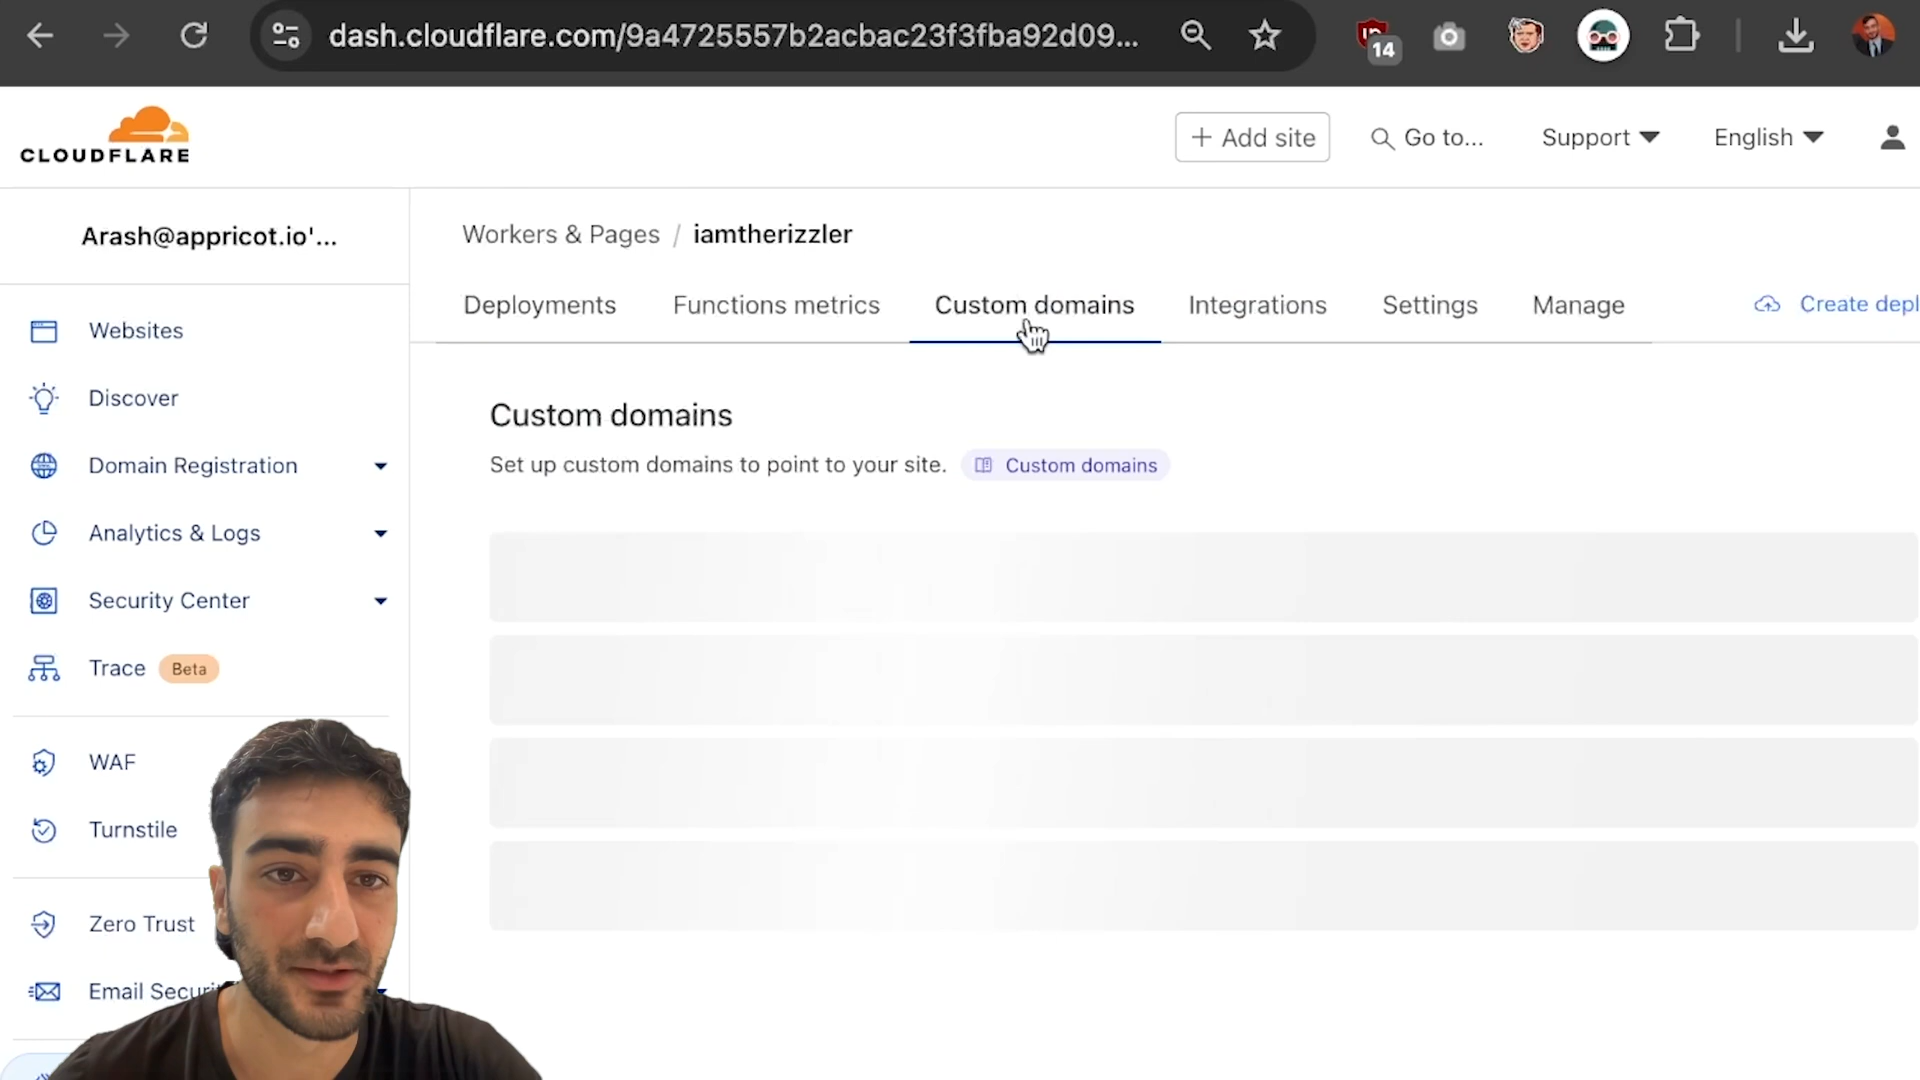 dash.cloudflare.com/9a4725557b2acbac23f3fba92d09...
14
CLOUDFLARE
+ Add site
Go to...
Support
English
Arash@appricot.io'...
Workers & Pages / iamtherizzler
Deployments
Functions metrics
Custom domains
Integrations
Settings
Manage
Create depl
Websites
Discover
Domain Registration
Analytics & Logs
Security Center
Trace Beta
WAF
Turnstile
Zero Trust
Email Securi
Custom domains
Set up custom domains to point to your site. Custom domains